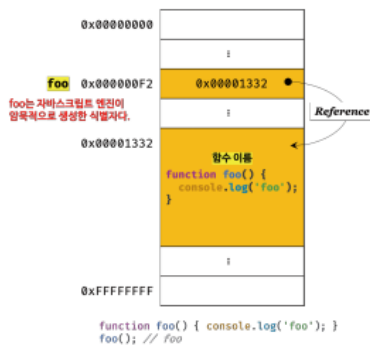 0x00000000
⋮
foo 0x000000F2 0x00001332
foo는 자바스크립트 엔진이
암묵적으로 생성한 식별자다.
⋮
Reference
0x00001332
함수 이름
function foo() {
  console.log('foo');
}
⋮
0xFFFFFFFF
function foo() { console.log('foo'); }
foo(); // foo